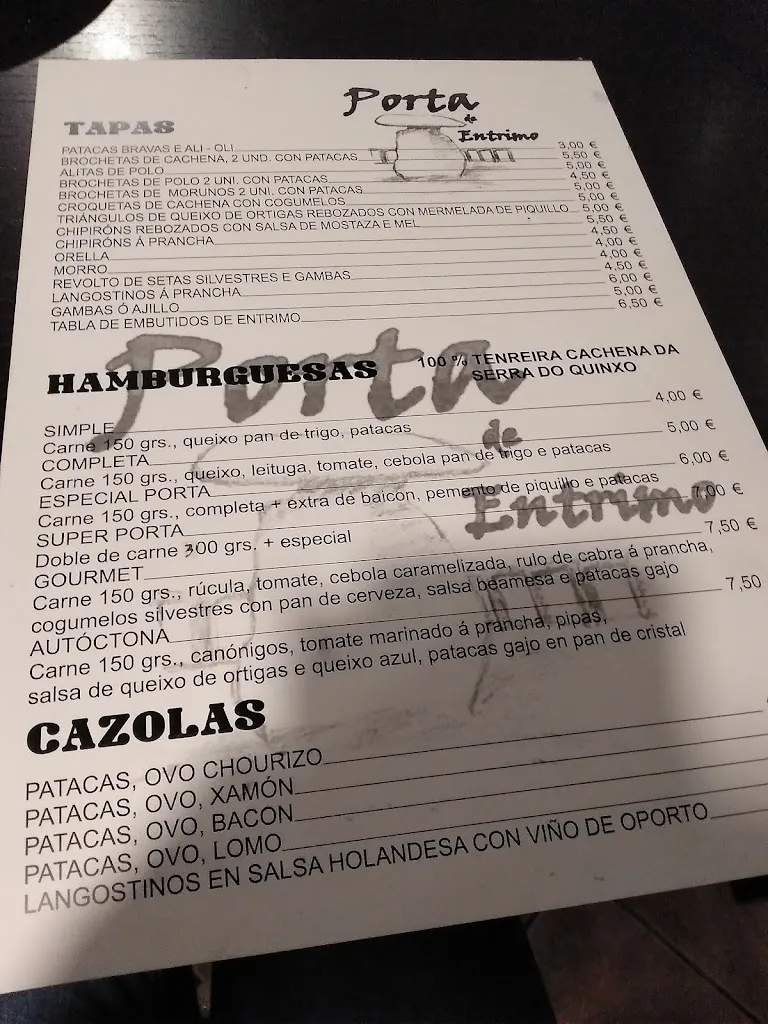 Porta
de
Entrimo
TAPAS
PATACAS BRAVAS E ALI - OLI 3,00 €
BROCHETAS DE CACHENA, 2 UND. CON PATACAS 5,50 €
ALITAS DE POLO 5,00 €
BROCHETAS DE POLO 2 UNI. CON PATACAS 4,50 €
BROCHETAS DE MORUNOS 2 UNI. CON PATACAS 5,00 €
CROQUETAS DE CACHENA CON COGUMELOS 5,00 €
TRIÁNGULOS DE QUEIXO DE ORTIGAS REBOZADOS CON MERMELADA DE PIQUILLO 5,00 €
CHIPIRÓNS REBOZADOS CON SALSA DE MOSTAZA E MEL 5,50 €
CHIPIRÓNS Á PRANCHA 4,50 €
ORELLA 4,00 €
MORRO 4,00 €
REVOLTO DE SETAS SILVESTRES E GAMBAS 4,50 €
LANGOSTINOS Á PRANCHA 6,00 €
GAMBAS Ó AJILLO 5,00 €
TABLA DE EMBUTIDOS DE ENTRIMO 6,50 €
Porta
de
Entrimo
HAMBURGUESAS 100 % TENREIRA CACHENA DA
SERRA DO QUINXO
SIMPLE 4,00 €
Carne 150 grs., queixo pan de trigo, patacas
COMPLETA 5,00 €
Carne 150 grs., queixo, leituga, tomate, cebola pan de trigo e patacas
ESPECIAL PORTA 6,00 €
Carne 150 grs., completa + extra de baicon, pemento de piquillo e patacas
SUPER PORTA 7,00 €
Doble de carne 300 grs. + especial
GOURMET 7,50 €
Carne 150 grs., rúcula, tomate, cebola caramelizada, rulo de cabra á prancha,
cogumelos silvestres con pan de cerveza, salsa bearnesa e patacas gajo
AUTÓCTONA 7,50
Carne 150 grs., canónigos, tomate marinado á prancha, pipas,
salsa de queixo de ortigas e queixo azul, patacas gajo en pan de cristal
CAZOLAS
PATACAS, OVO CHOURIZO
PATACAS, OVO, XAMÓN
PATACAS, OVO, BACON
PATACAS, OVO, LOMO
LANGOSTINOS EN SALSA HOLANDESA CON VIÑO DE OPORTO